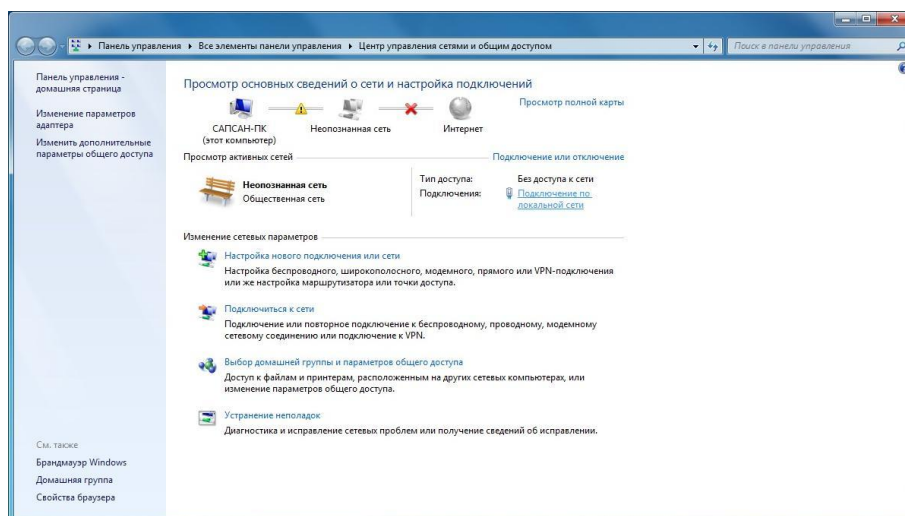 Панель управления ▸ Все элементы панели управления ▸ Центр управления сетями и общим доступом
Поиск в панели управления
Панель управления -
домашняя страница
Изменение параметров
адаптера
Изменить дополнительные
параметры общего доступа
См. также
Брандмауэр Windows
Домашняя группа
Свойства браузера
Просмотр основных сведений о сети и настройка подключений
Просмотр полной карты
САПСАН-ПК
(этот компьютер)
Неопознанная сеть
Интернет
Просмотр активных сетей
Подключение или отключение
Неопознанная сеть
Общественная сеть
Тип доступа: Без доступа к сети
Подключения: Подключение по
локальной сети
Изменение сетевых параметров
Настройка нового подключения или сети
Настройка беспроводного, широкополосного, модемного, прямого или VPN-подключения
или же настройка маршрутизатора или точки доступа.
Подключиться к сети
Подключение или повторное подключение к беспроводному, проводному, модемному
сетевому соединению или подключение к VPN.
Выбор домашней группы и параметров общего доступа
Доступ к файлам и принтерам, расположенным на других сетевых компьютерах, или
изменение параметров общего доступа.
Устранение неполадок
Диагностика и исправление сетевых проблем или получение сведений об исправлении.